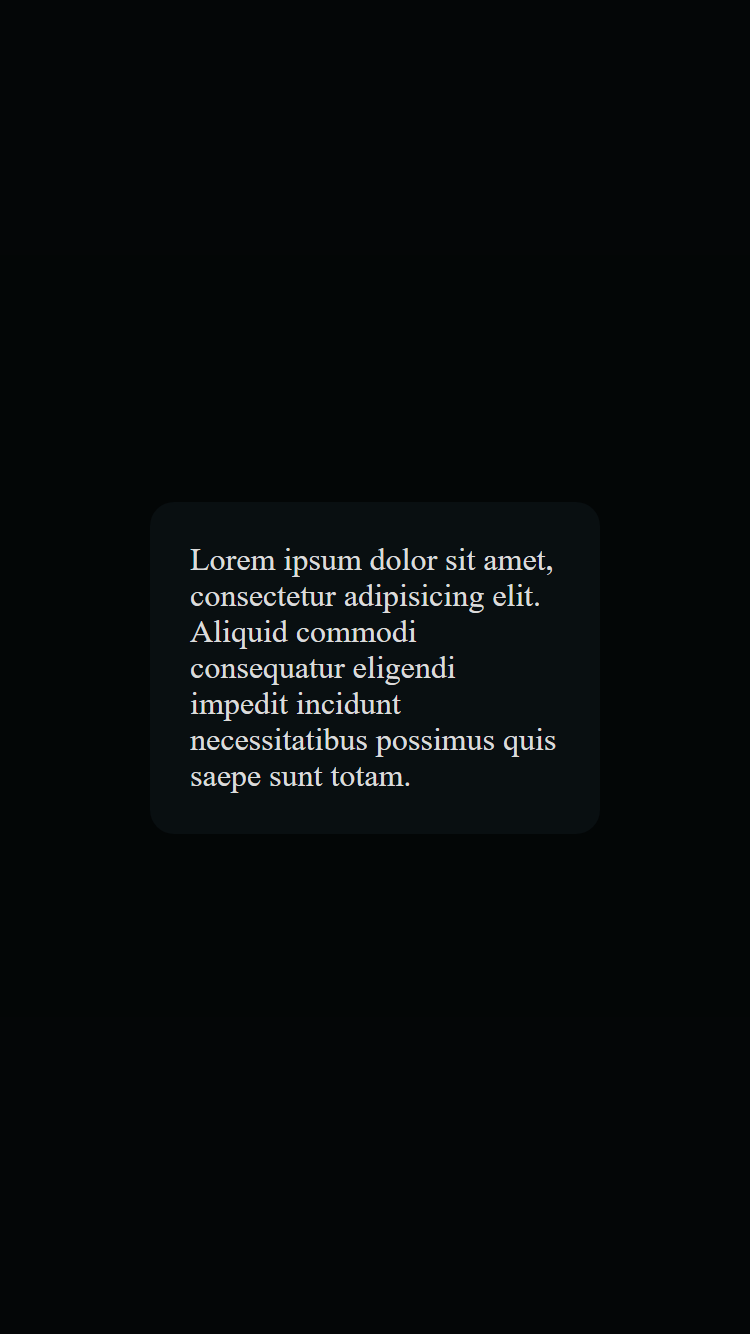 Lorem ipsum dolor sit amet,
consectetur adipisicing elit.
Aliquid commodi
consequatur eligendi
impedit incidunt
necessitatibus possimus quis
saepe sunt totam.